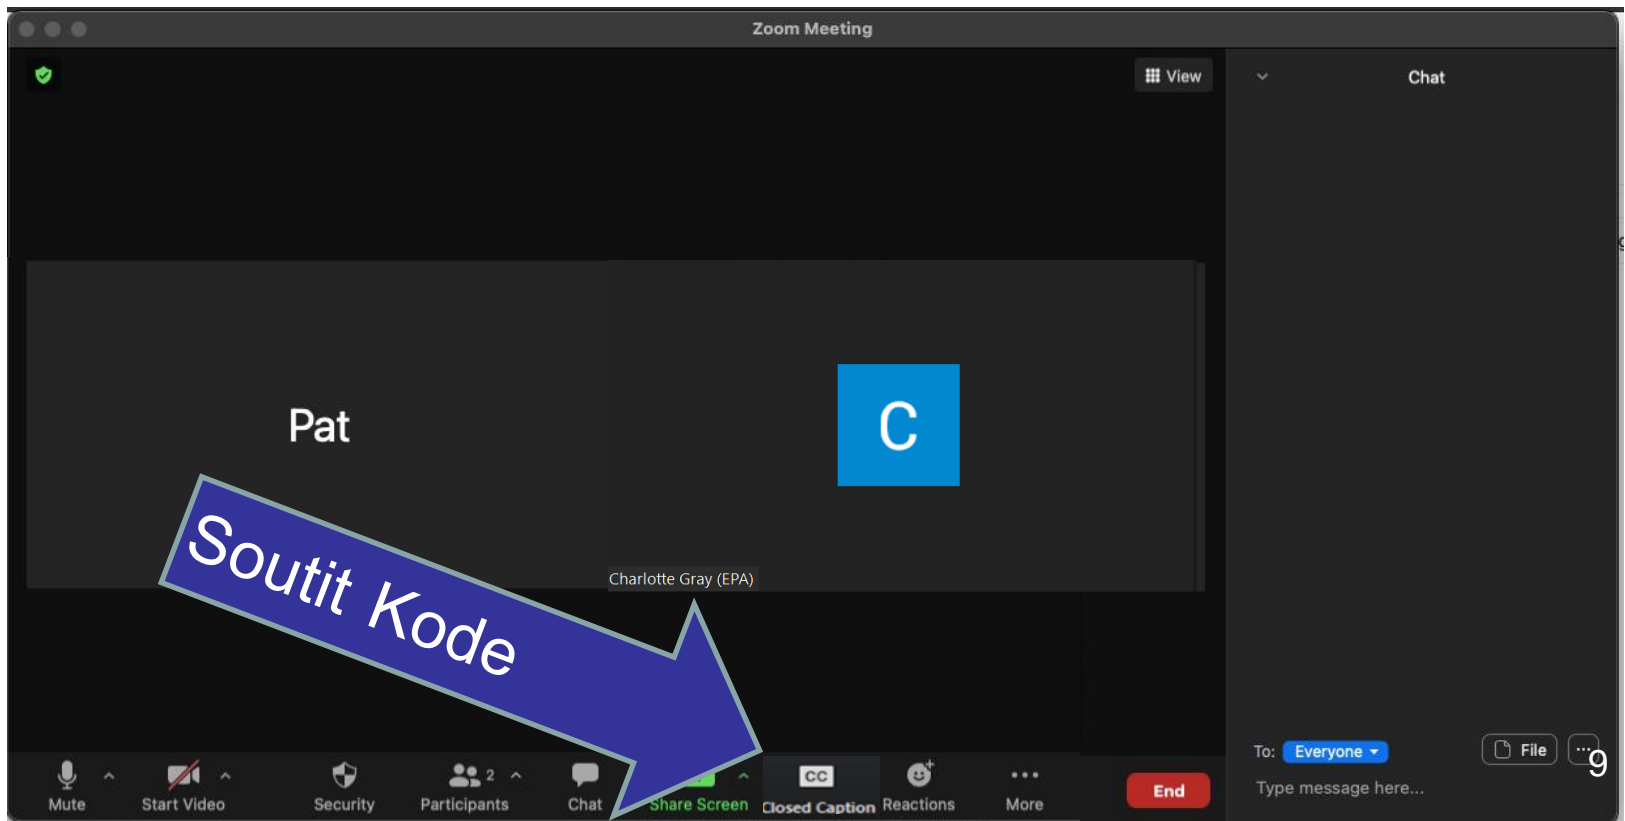 Zoom Meeting
View
Chat
Pat
C
Charlotte Gray (EPA)
Soutit Kode
To: Everyone
File
9
Type message here...
2
CC
Mute
Start Video
Security
Participants
Chat
Share Screen
Closed Caption
Reactions
More
End